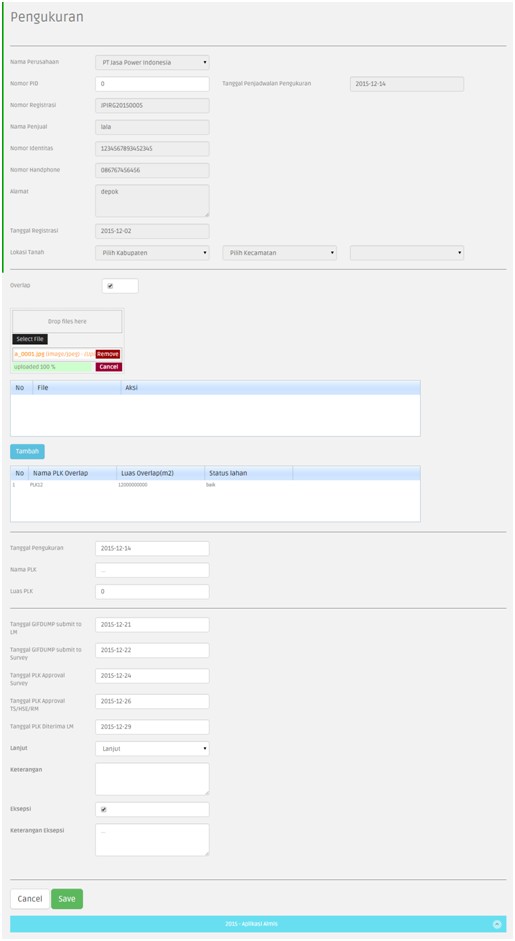 Pengukuran
Nama Perusahaan PT.Jasa Power Indonesia
Nomor PID 0 Tanggal Penjadwalan Pengukuran 2015-12-14
Nomor Registrasi JPIRG20150005
Nama Penjual lala
Nomor Identitas 1234567893452345
Nomor Handphone 086767456456
Alamat depok
Tanggal Registrasi 2015-12-02
Lokasi Tanah Pilih Kabupaten Pilih Kecamatan
Overlap
Drop files here
Select File
a_0001.jpg (image/jpeg) Remove
uploaded 100 % Cancel
No File Aksi
Tambah
No Nama PLK Overlap Luas Overlap(m2) Status lahan
1 PLK12 12000000000
Tanggal Pengukuran 2015-12-14
Nama PLK ...
Luas PLK 0
Tanggal GIFDUMP submit to 2015-12-21
LM
Tanggal GIFDUMP submit to 2015-12-22
Survey
Tanggal PLK Approval 2015-12-24
Survey
Tanggal PLK Approval 2015-12-26
TS/HSE/RM
Tanggal PLK Diterima LM 2015-12-29
Lanjut Lanjut
Keterangan
Eksepsi
Keterangan Eksepsi ...
Cancel Save
2015 - Aplikasi Almis